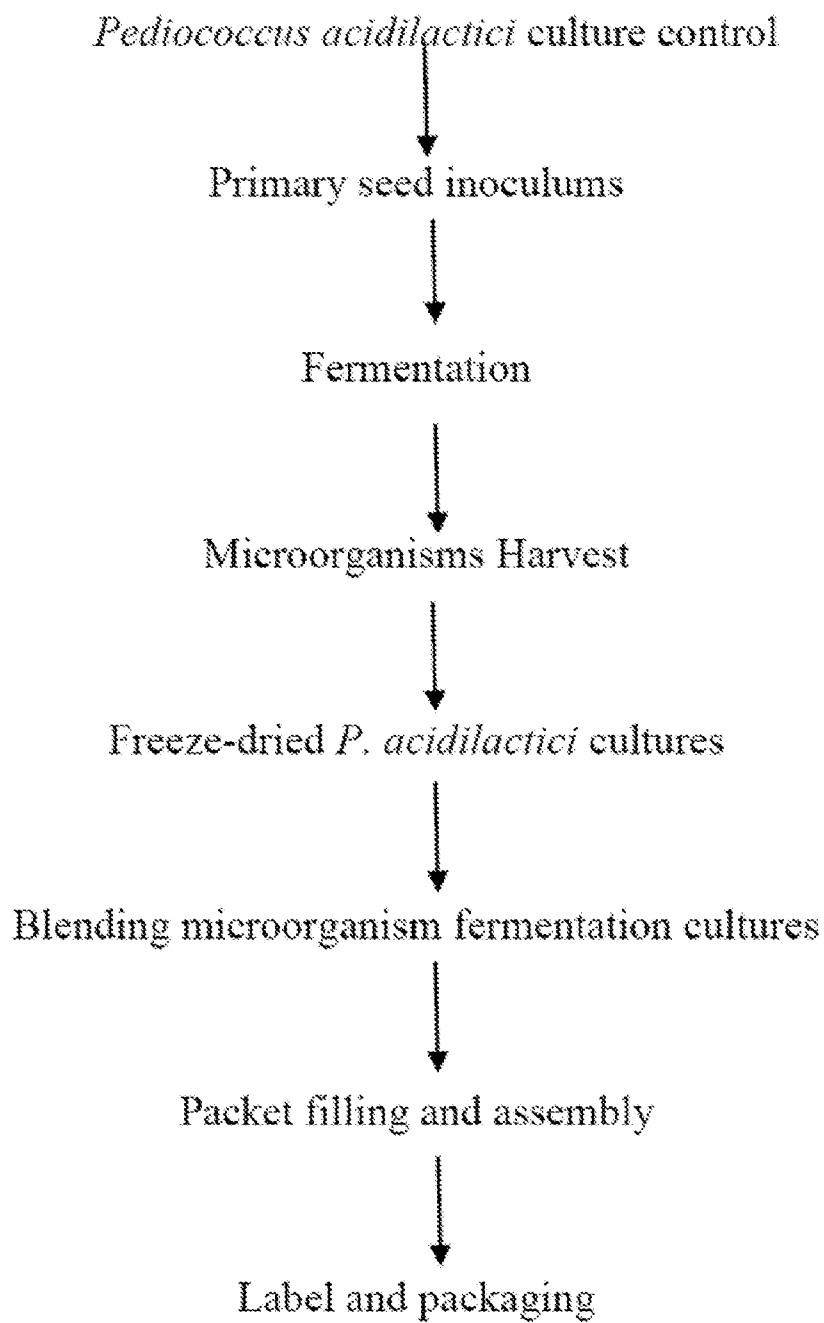 Pediococcus acidilactici culture control
Primary seed inoculums
Fermentation
Microorganisms Harvest
Freeze-dried P. acidilactici cultures
Blending microorganism fermentation cultures
Packet filling and assembly
Label and packaging